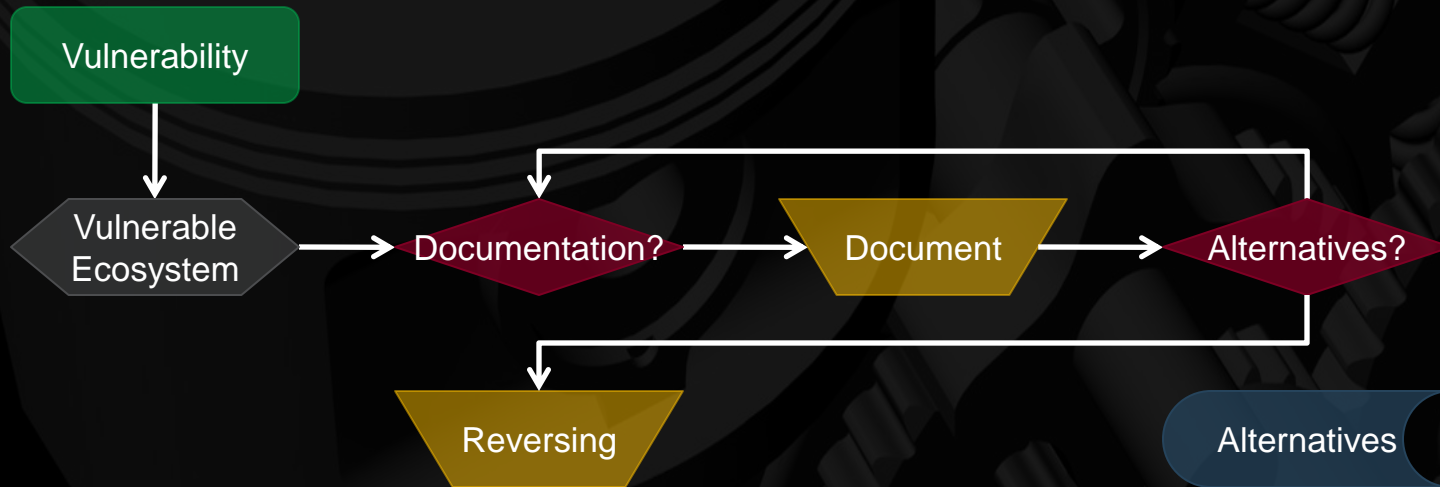 Vulnerability
Vulnerable
Ecosystem
Documentation?
Document
Alternatives?
Reversing
Alternatives